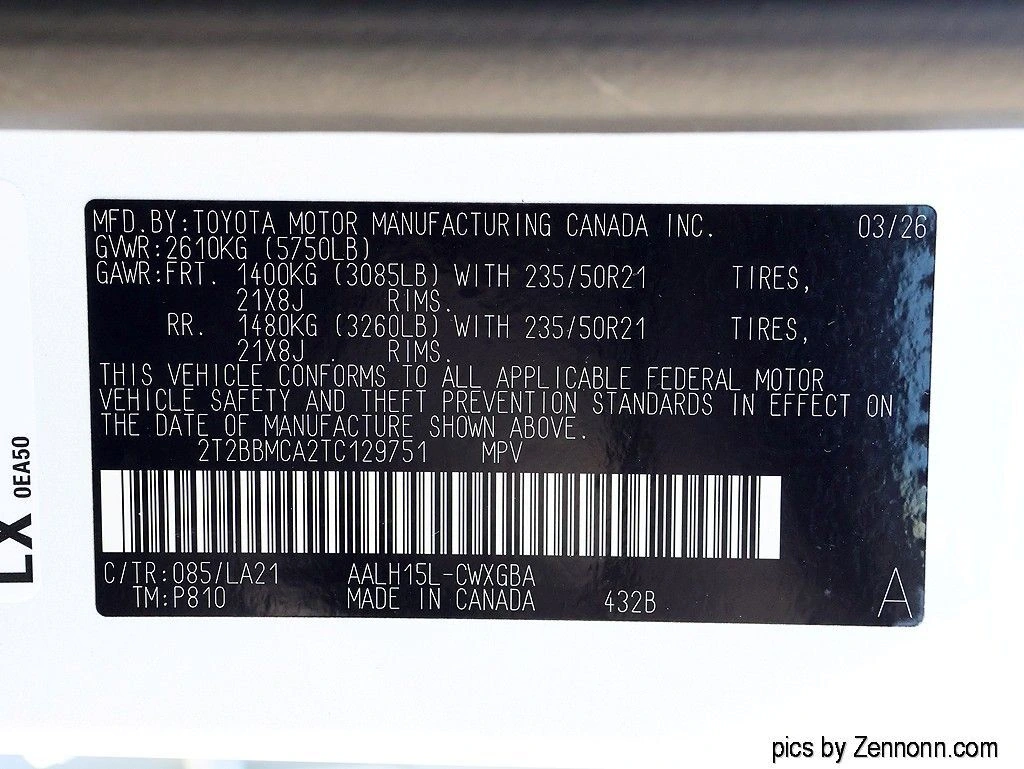 MFD.BY:TOYOTA MOTOR MANUFACTURING CANADA INC. 03/26
GVWR:2610KG (5750LB)
GAWR:FRT. 1400KG (3085LB) WITH 235/50R21 TIRES,
21X8J RIMS.
RR. 1480KG (3260LB) WITH 235/50R21 TIRES,
21X8J RIMS.
THIS VEHICLE CONFORMS TO ALL APPLICABLE FEDERAL MOTOR
VEHICLE SAFETY AND THEFT PREVENTION STANDARDS IN EFFECT ON
THE DATE OF MANUFACTURE SHOWN ABOVE.
2T2BBMCA2TC129751 MPV
C/TR:085/LA21 AALH15L-CWXGBA
TM:P810 MADE IN CANADA 432B A
LX 0EA50
pics by Zennonn.com